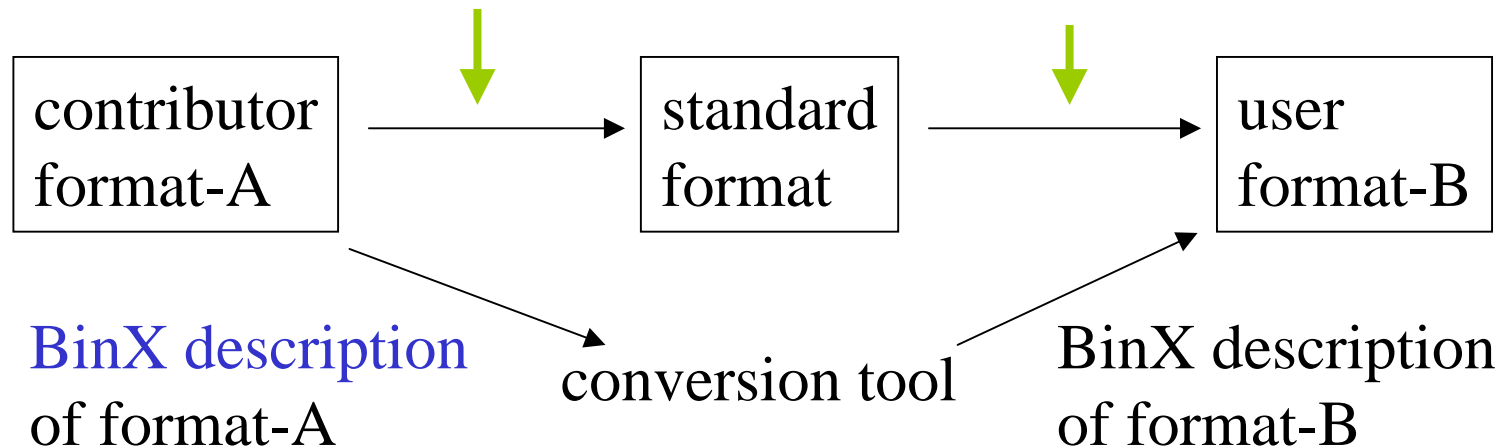 contributor
format-A
standard
format
user
format-B
BinX description
of format-A
conversion tool
BinX description
of format-B